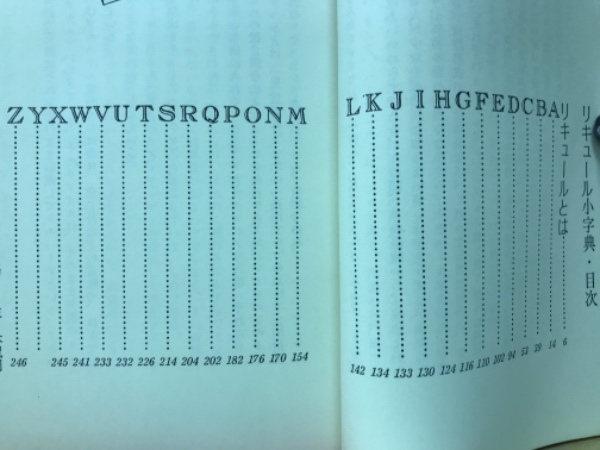 リキュール小字典・目次
リキュールとは 6
A 14
B 29
C 52
D 94
E 102
F 110
G 116
H 124
I 130
J 133
K 134
L 142
M 154
N 170
O 176
P 182
Q 202
R 204
S 214
T 226
U 232
V 233
W 241
X 245
Y
Z 246